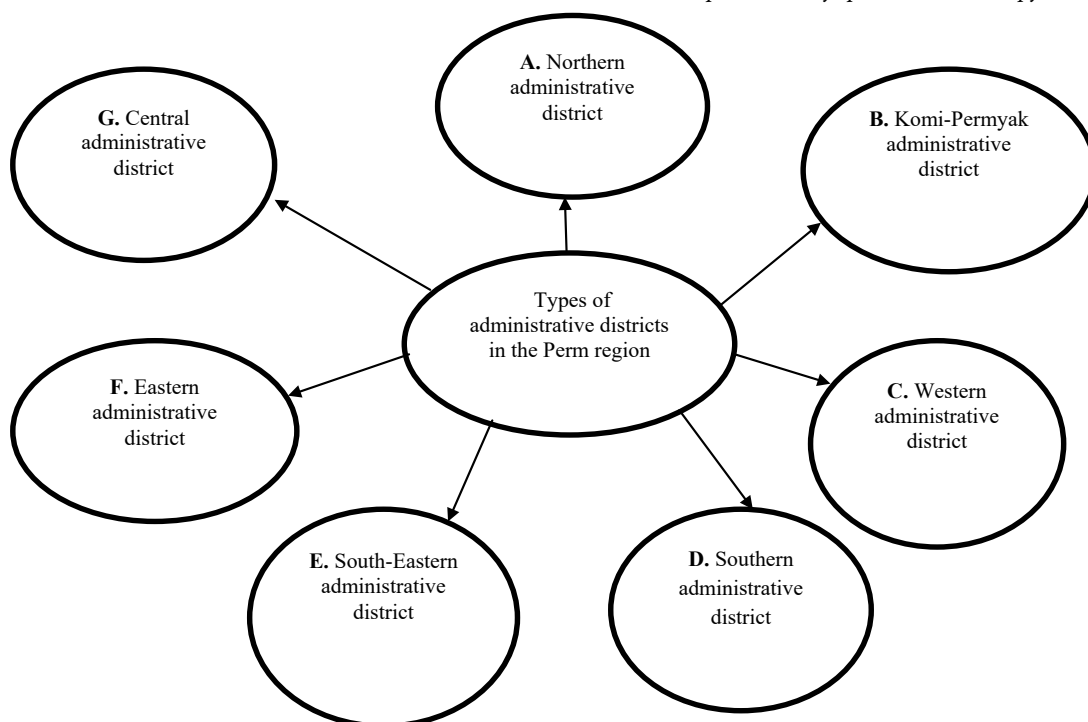 A. Northern
administrative
district
G. Central
administrative
district
B. Komi-Permyak
administrative
district
Types of
administrative districts
in the Perm region
F. Eastern
administrative
district
C. Western
administrative
district
E. South-Eastern
administrative
district
D. Southern
administrative
district